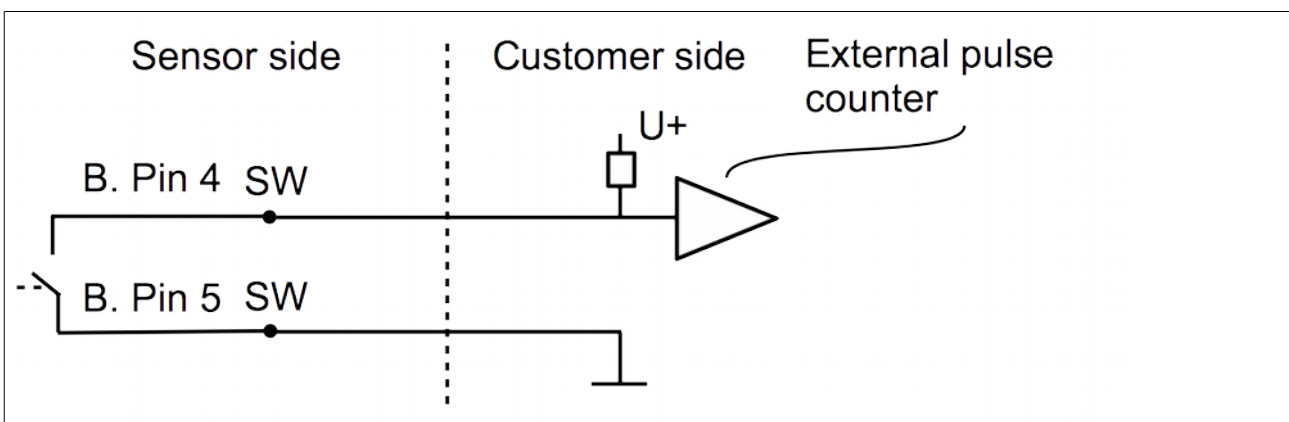 Sensor side
Customer side
External pulse
counter
U+
B. Pin 4 SW
B. Pin 5 SW